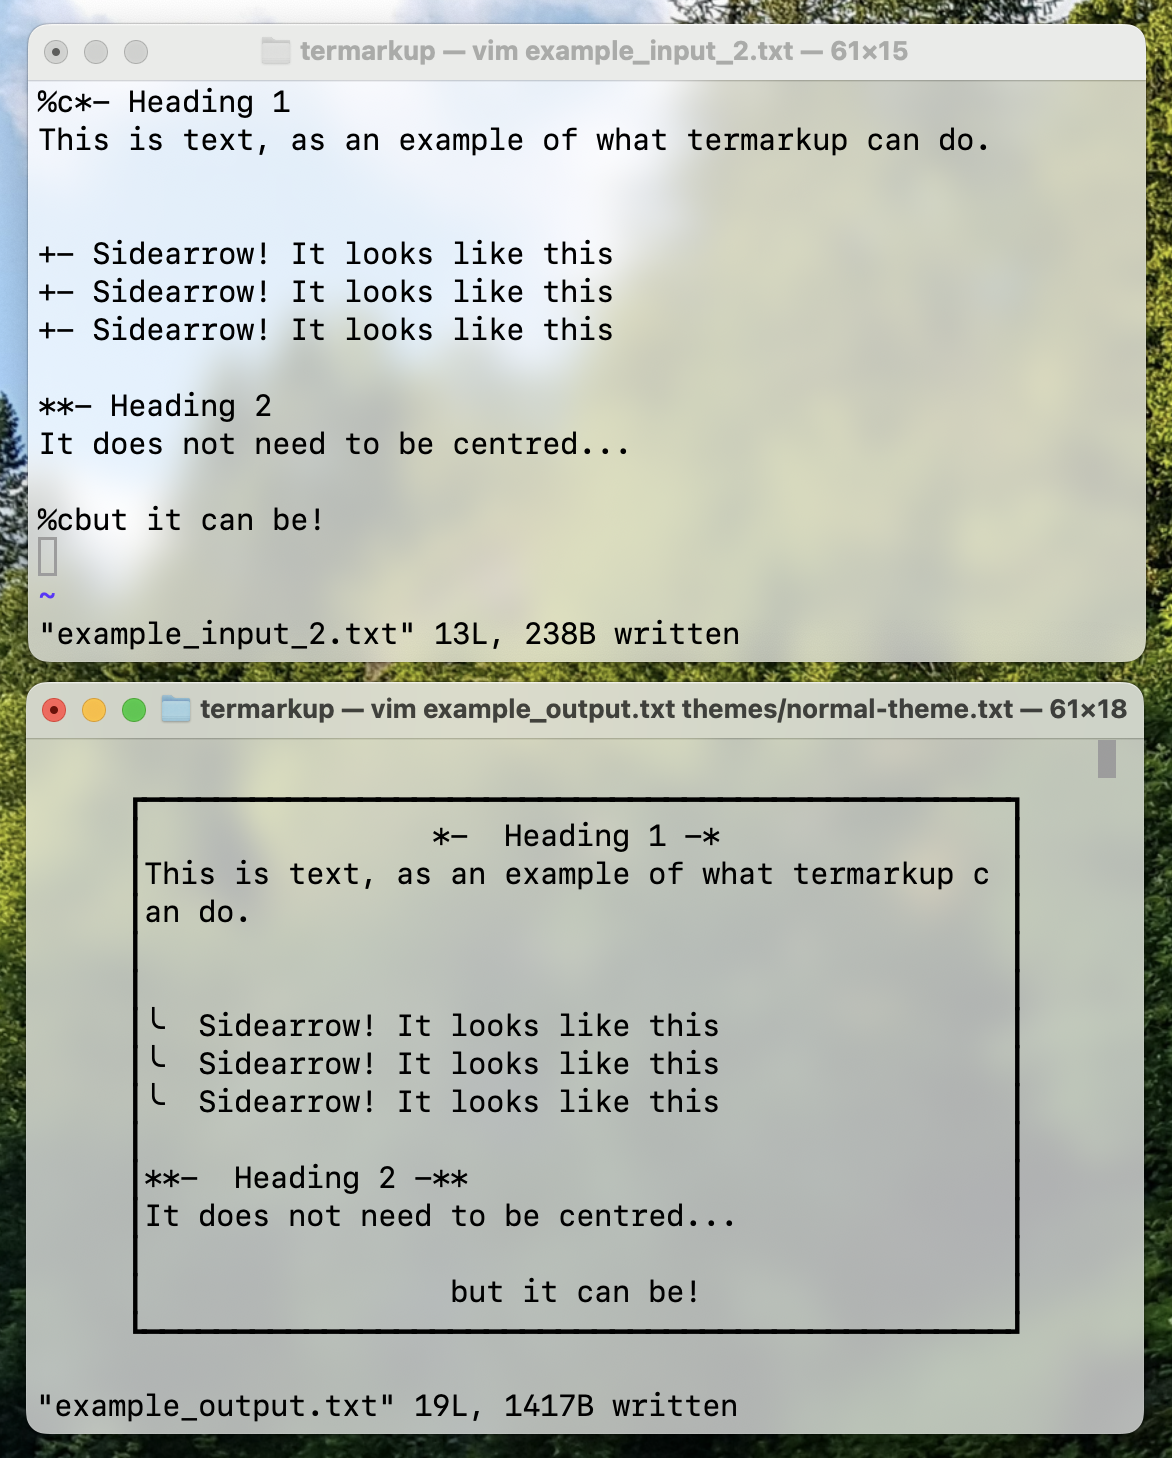 termarkup — vim example_input_2.txt — 61×15
%c*- Heading 1
This is text, as an example of what termarkup can do.
+- Sidearrow! It looks like this
+- Sidearrow! It looks like this
+- Sidearrow! It looks like this
**- Heading 2
It does not need to be centred...
%cbut it can be!
~
"example_input_2.txt" 13L, 238B written
termarkup — vim example_output.txt themes/normal-theme.txt — 61×18
*-  Heading 1 -*
This is text, as an example of what termarkup c
an do.
╰  Sidearrow! It looks like this
╰  Sidearrow! It looks like this
╰  Sidearrow! It looks like this
**-  Heading 2 -**
It does not need to be centred...
but it can be!
"example_output.txt" 19L, 1417B written